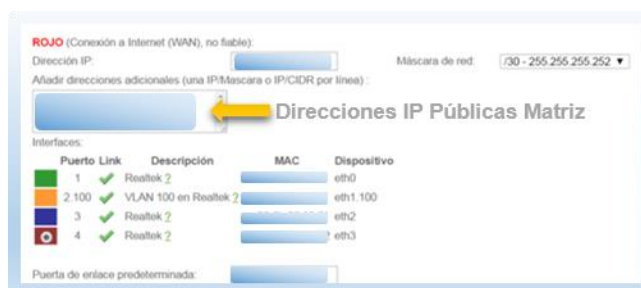 ROJO (Conexión a Internet (WAN), no fiable):
Dirección IP: Máscara de red: /30 - 255.255.255.252
Añadir direcciones adicionales (una IP/Mascara o IP/CIDR por línea) :
Direcciones IP Públicas Matriz
Interfaces:
Puerto Link Descripción MAC Dispositivo
1 Realtek ? eth0
2.100 VLAN 100 en Realtek ? eth1.100
3 Realtek ? eth2
4 Realtek ? eth3
Puerta de enlace predeterminada: